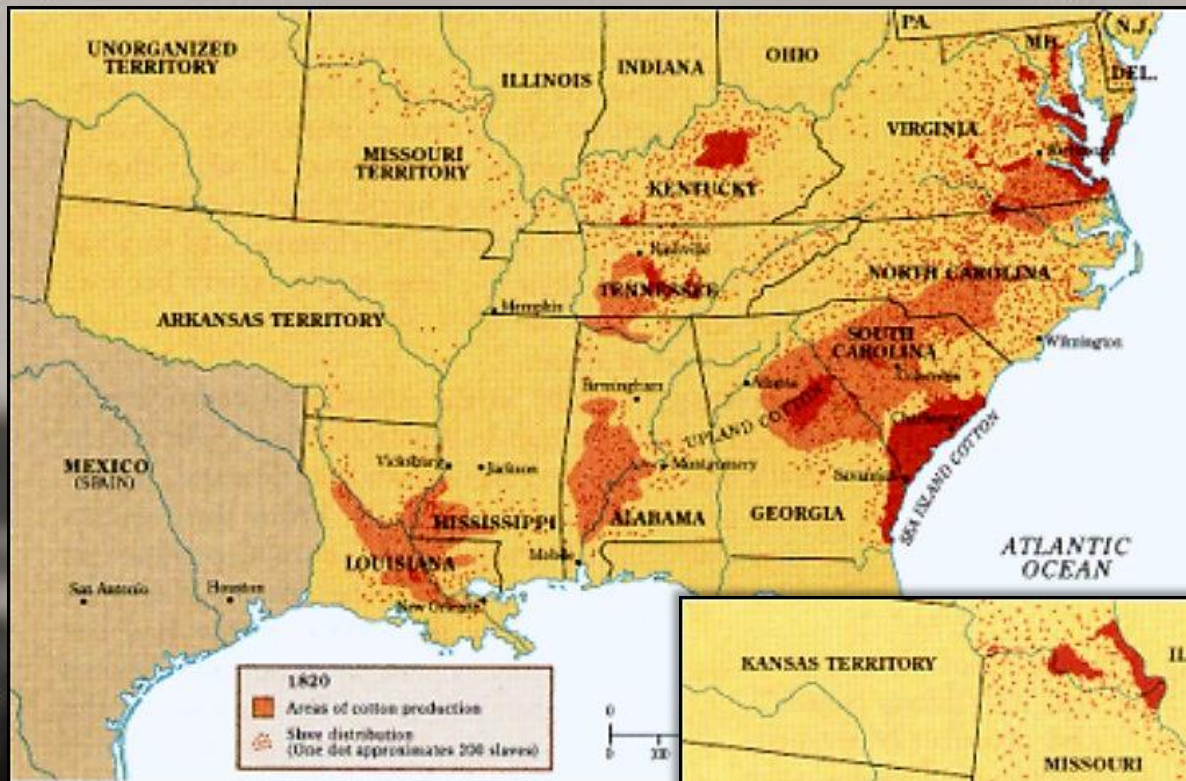 PA.
N.J.
UNORGANIZED
TERRITORY
ILLINOIS
INDIANA
OHIO
DEL.
MISSOURI
TERRITORY
VIRGINIA
KENTUCKY
Nashville
TENNESSEE
NORTH CAROLINA
Memphis
ARKANSAS TERRITORY
SOUTH
CAROLINA
Wilmington
Columbia
Birmingham
Atlanta
UPLAND COTTON
Charleston
MEXICO
(SPAIN)
Vicksburg
Jackson
Montgomery
Savannah
SEA ISLAND COTTON
MISSISSIPPI
ALABAMA
GEORGIA
LOUISIANA
Mobile
ATLANTIC
OCEAN
San Antonio
Houston
New Orleans
1820
Areas of cotton production
Slave distribution
(One dot approximates 200 slaves)
0
0
KANSAS TERRITORY
MISSOURI